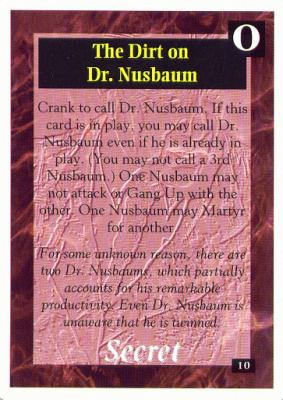 The Dirt on
Dr. Nusbaum
O
Crank to call Dr. Nusbaum. If this
card is in play, you may call Dr.
Nusbaum even if he is already in
play. (You may not call a 3rd
Nusbaum.) One Nusbaum may
not attack or Gang Up with the
other. One Nusbaum may Martyr
for another.
For some unknown reason, there are
two Dr. Nusbaums, which partially
accounts for his remarkable
productivity. Even Dr. Nusbaum is
unaware that he is twinned.
Secret
10